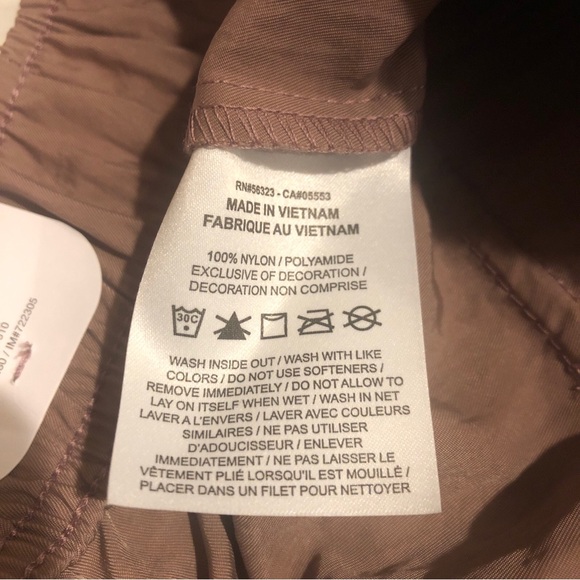 RN#56323 - CA#05553
MADE IN VIETNAM
FABRIQUE AU VIETNAM
100% NYLON / POLYAMIDE
EXCLUSIVE OF DECORATION /
DECORATION NON COMPRISE
30C
WASH INSIDE OUT / WASH WITH LIKE
COLORS / DO NOT USE SOFTENERS /
REMOVE IMMEDIATELY / DO NOT ALLOW TO
LAY ON ITSELF WHEN WET / WASH IN NET
LAVER A L'ENVERS / LAVER AVEC COULEURS
SIMILAIRES / NE PAS UTILISER
D'ADOUCISSEUR / ENLEVER
IMMEDIATEMENT / NE PAS LAISSER LE
VÊTEMENT PLIÉ LORSQU'IL EST MOUILLÉ /
PLACER DANS UN FILET POUR NETTOYER
/ IM#722305